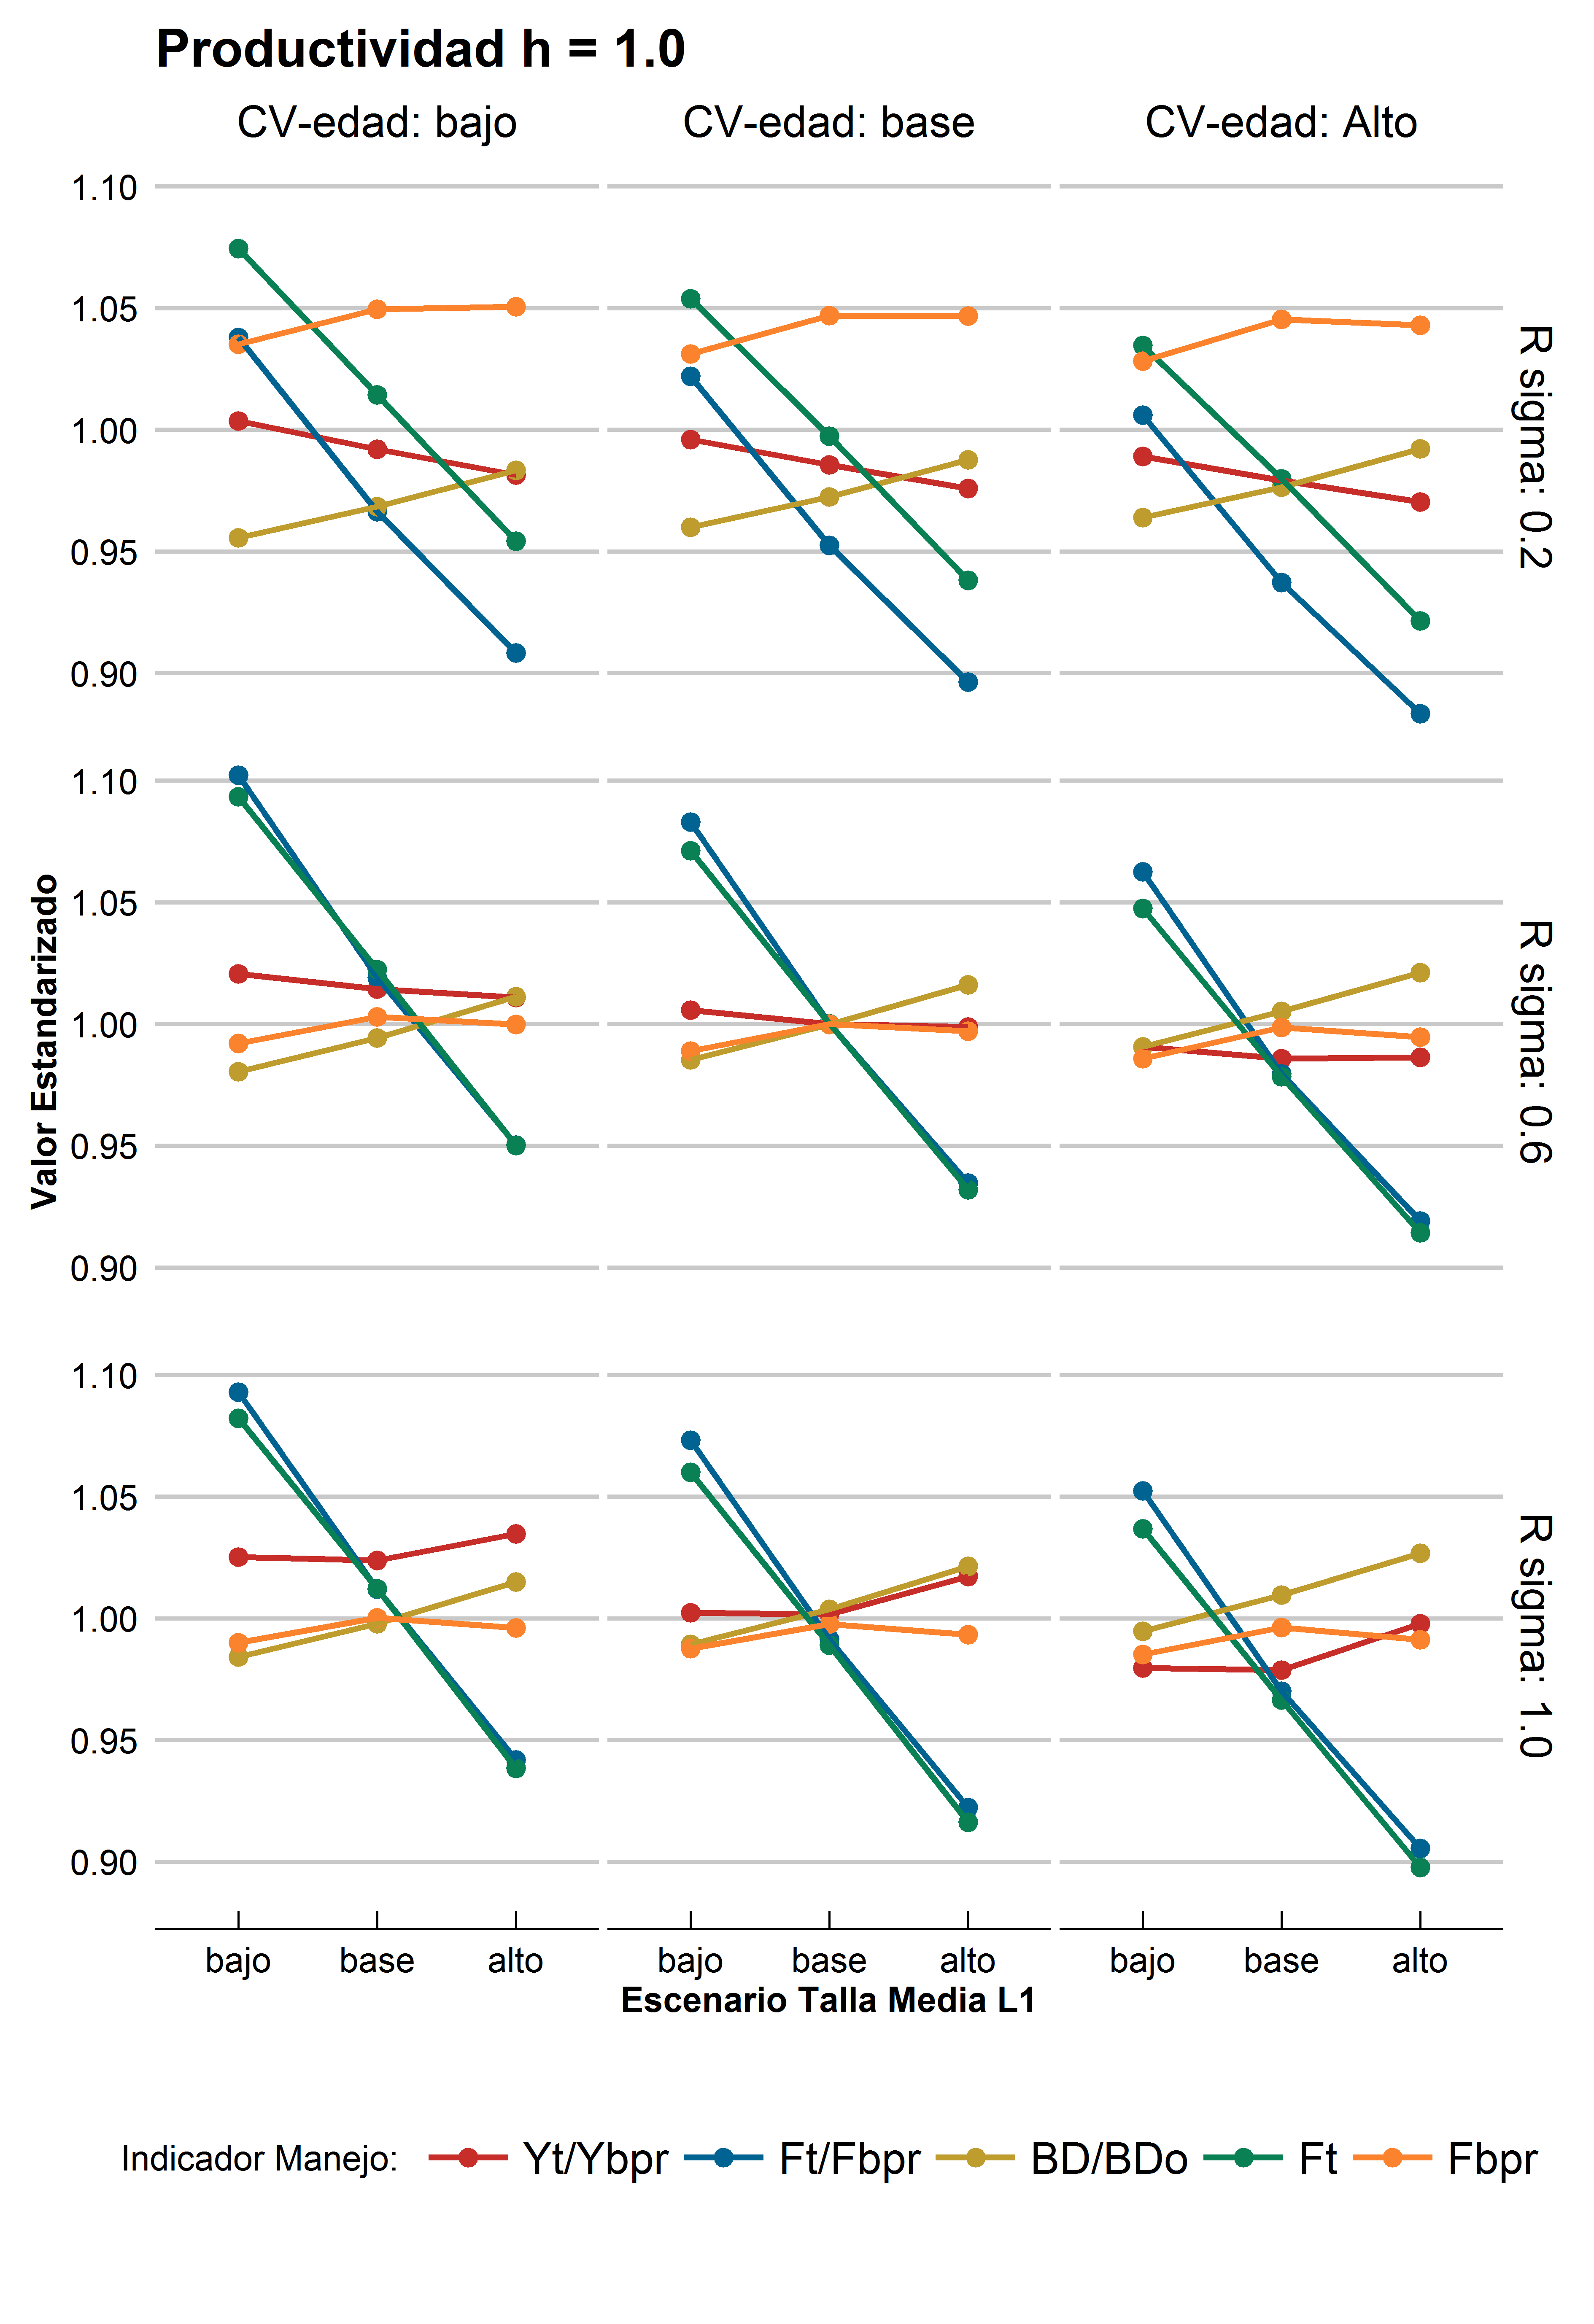 Productividad h = 1.0
CV-edad: bajo CV-edad: base CV-edad: Alto
1.10
1.05
1.00
0.95
0.90
R sigma: 0.2
1.10
1.05
1.00
0.95
0.90
R sigma: 0.6
1.10
1.05
1.00
0.95
0.90
R sigma: 1.0
Valor Estandarizado
bajo base alto bajo base alto bajo base alto
Escenario Talla Media L1
Indicador Manejo: Yt/Ybpr Ft/Fbpr BD/BDo Ft Fbpr